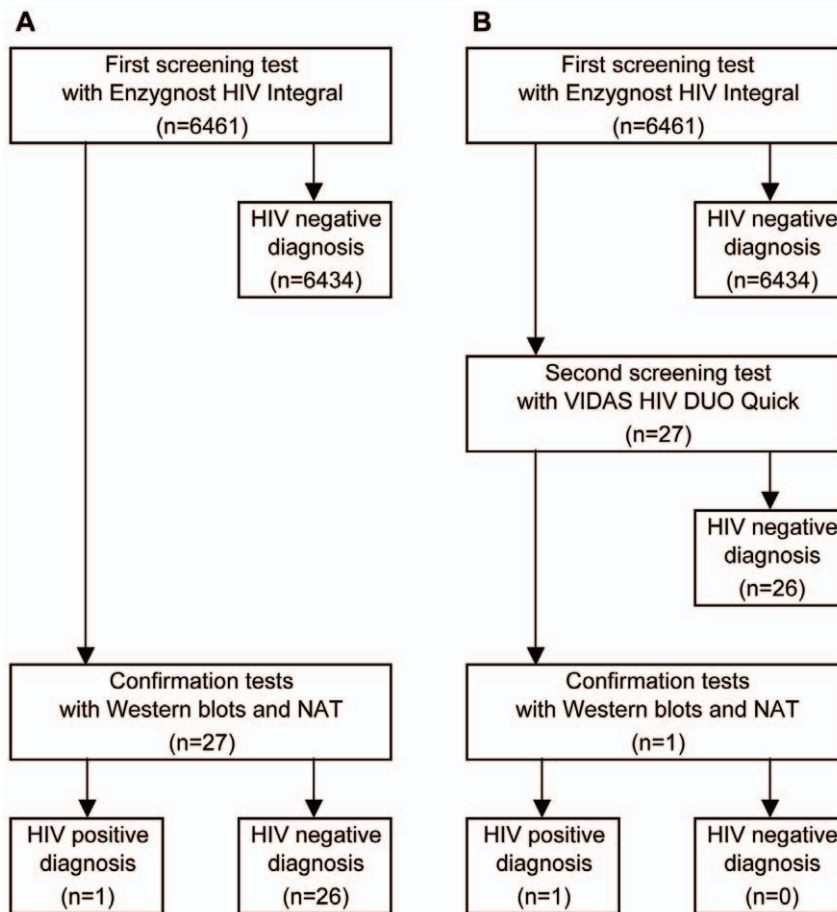 A
First screening test
with Enzygnost HIV Integral
(n=6461)
HIV negative
diagnosis
(n=6434)
Confirmation tests
with Western blots and NAT
(n=27)
HIV positive
diagnosis
(n=1)
HIV negative
diagnosis
(n=26)
B
First screening test
with Enzygnost HIV Integral
(n=6461)
HIV negative
diagnosis
(n=6434)
Second screening test
with VIDAS HIV DUO Quick
(n=27)
HIV negative
diagnosis
(n=26)
Confirmation tests
with Western blots and NAT
(n=1)
HIV positive
diagnosis
(n=1)
HIV negative
diagnosis
(n=0)